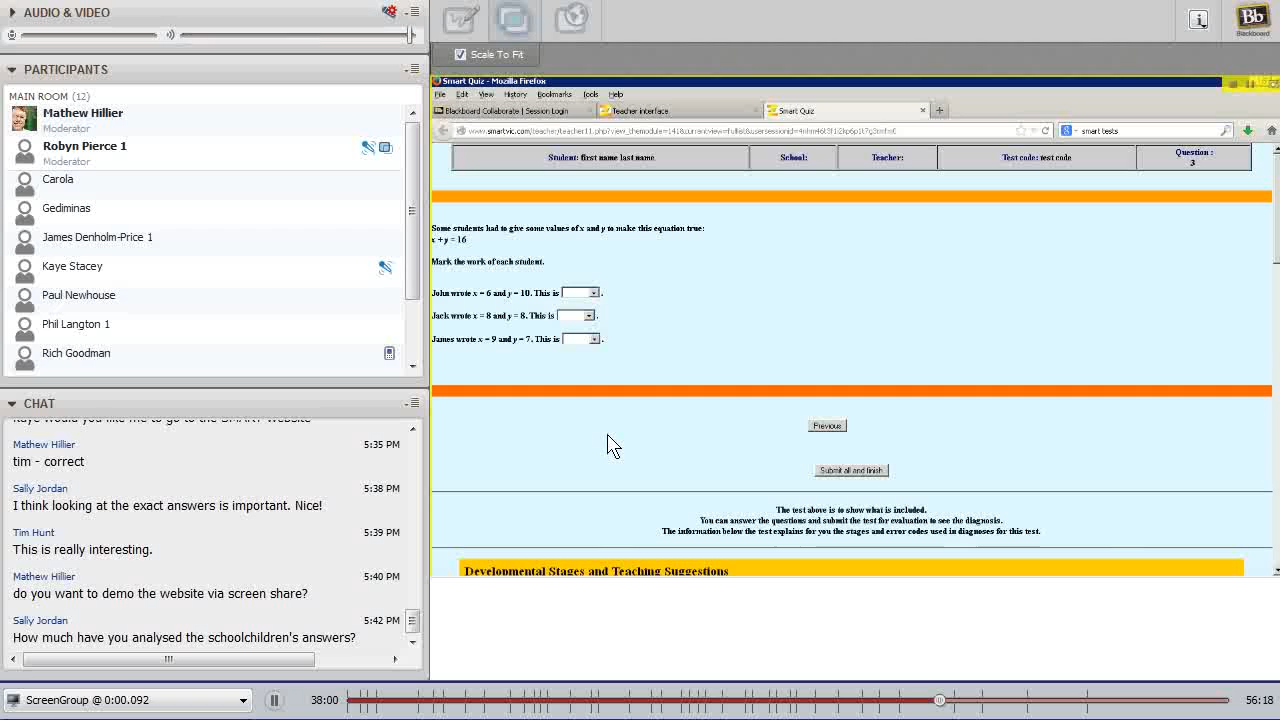 AUDIO & VIDEO
PARTICIPANTS
MAIN ROOM (12)
Mathew Hillier
Moderator
Robyn Pierce 1
Moderator
Carola
Gediminas
James Denholm-Price 1
Kaye Stacey
Paul Newhouse
Phil Langton 1
Rich Goodman
CHAT
Mathew Hillier 5:35 PM
tim - correct
Sally Jordan 5:38 PM
I think looking at the exact answers is important. Nice!
Tim Hunt 5:39 PM
This is really interesting.
Mathew Hillier 5:40 PM
do you want to demo the website via screen share?
Sally Jordan 5:42 PM
How much have you analysed the schoolchildren's answers?
ScreenGroup @ 0:00.092
38:00
56:18
Bb
Blackboard
Scale To Fit
Smart Quiz - Mozilla Firefox
File Edit View History Bookmarks Tools Help
Blackboard Collaborate | Session Login
Teacher interface
Smart Quiz
smart tests
Student: first name last name
School:
Teacher:
Test code: test code
Question :
3
Some students had to give some values of x and y to make this equation true:
x + y = 16
Mark the work of each student.
John wrote x = 6 and y = 10. This is .
Jack wrote x = 8 and y = 8. This is .
James wrote x = 9 and y = 7. This is .
Previous
Submit all and finish
The test above is to show what is included.
You can answer the questions and submit the test for evaluation to see the diagnosis.
The information below the test explains for you the stages and error codes used in diagnoses for this test.
Developmental Stages and Teaching Suggestions